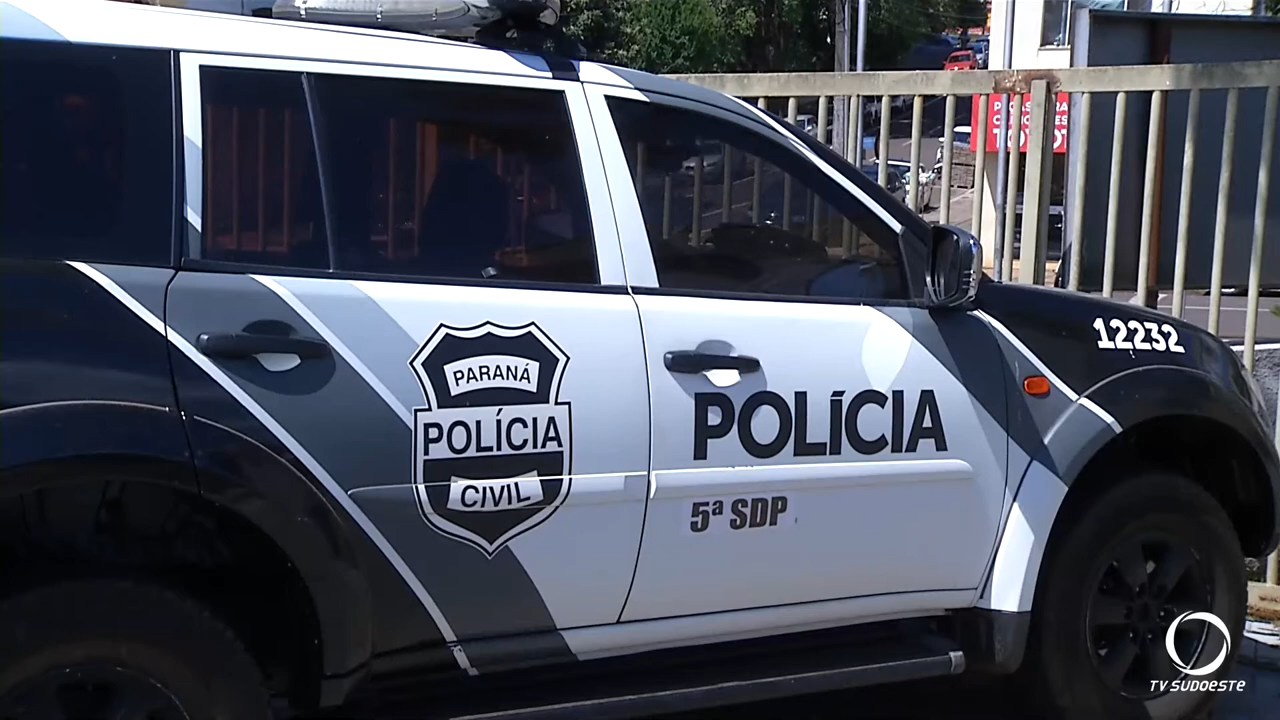 12232
PARANÁ
POLÍCIA
CIVIL
POLÍCIA
5ª SDP
TV SUDOESTE